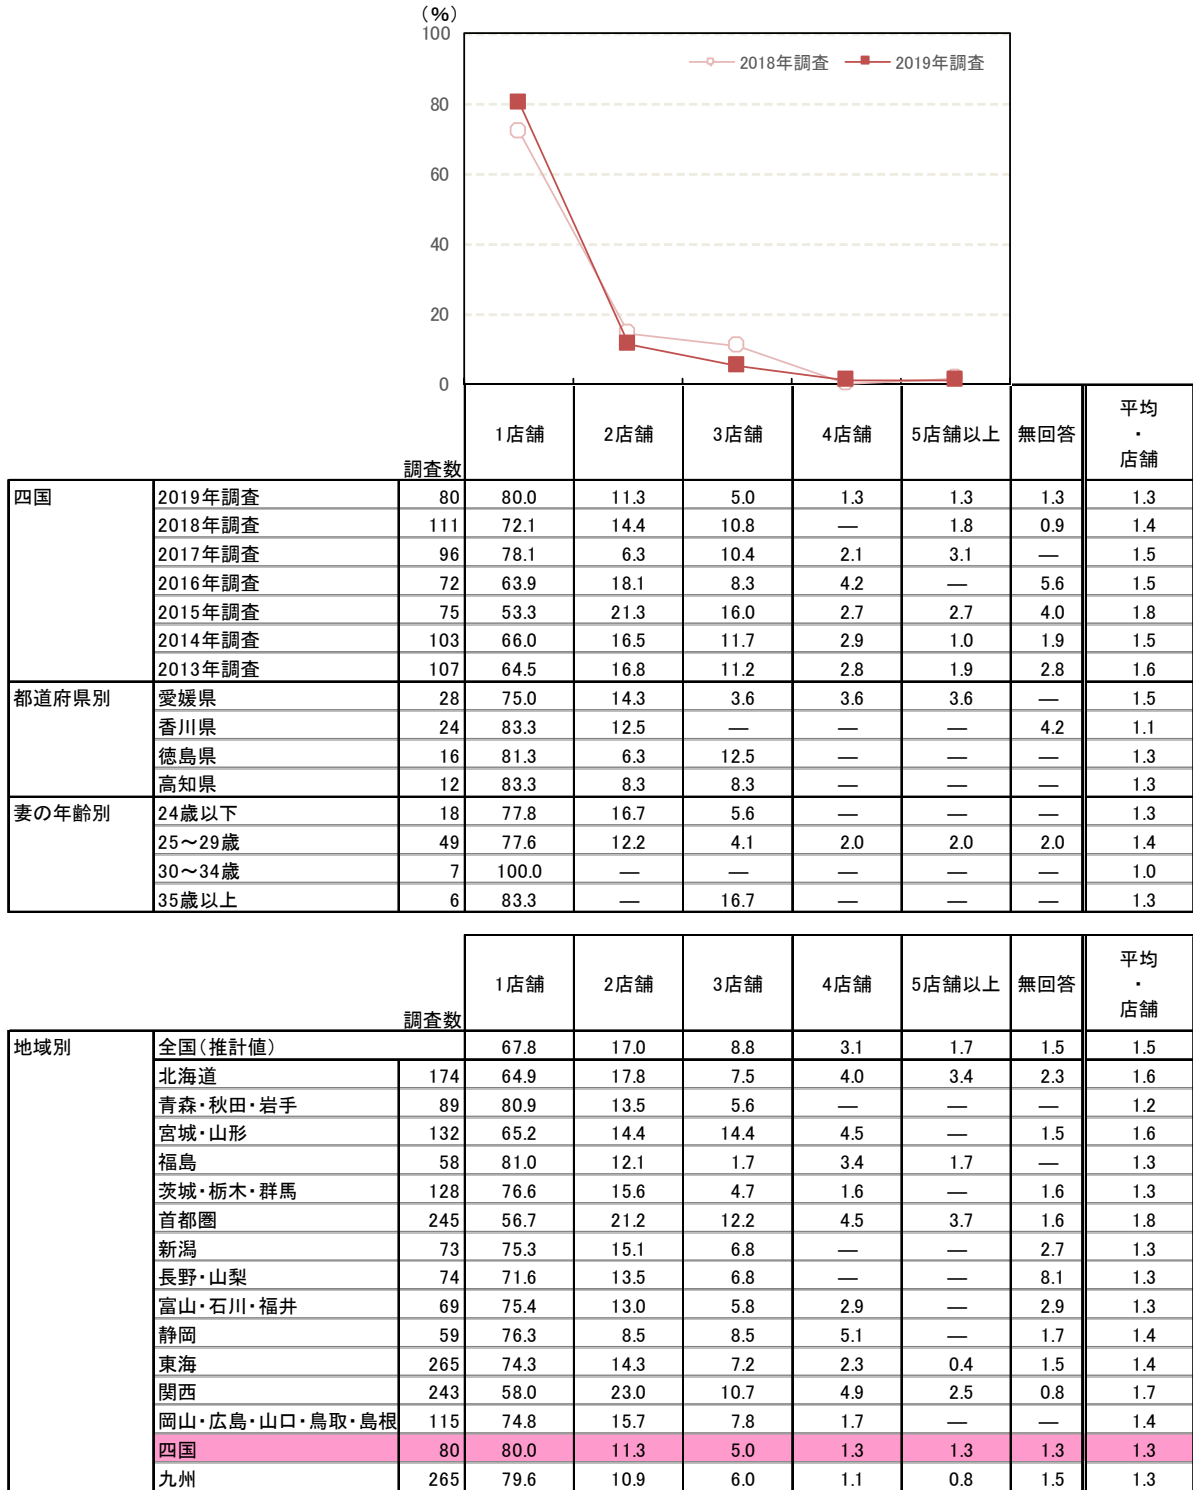 （%）
100
2018年調査 2019年調査
80
60
40
20
0
調査数 1店舗 2店舗 3店舗 4店舗 5店舗以上 無回答 平均・店舗
四国 2019年調査 80 80.0 11.3 5.0 1.3 1.3 1.3 1.3
2018年調査 111 72.1 14.4 10.8 ― 1.8 0.9 1.4
2017年調査 96 78.1 6.3 10.4 2.1 3.1 ― 1.5
2016年調査 72 63.9 18.1 8.3 4.2 ― 5.6 1.5
2015年調査 75 53.3 21.3 16.0 2.7 2.7 4.0 1.8
2014年調査 103 66.0 16.5 11.7 2.9 1.0 1.9 1.5
2013年調査 107 64.5 16.8 11.2 2.8 1.9 2.8 1.6
都道府県別 愛媛県 28 75.0 14.3 3.6 3.6 3.6 ― 1.5
香川県 24 83.3 12.5 ― ― ― 4.2 1.1
徳島県 16 81.3 6.3 12.5 ― ― ― 1.3
高知県 12 83.3 8.3 8.3 ― ― ― 1.3
妻の年齢別 24歳以下 18 77.8 16.7 5.6 ― ― ― 1.3
25～29歳 49 77.6 12.2 4.1 2.0 2.0 2.0 1.4
30～34歳 7 100.0 ― ― ― ― ― 1.0
35歳以上 6 83.3 ― 16.7 ― ― ― 1.3
調査数 1店舗 2店舗 3店舗 4店舗 5店舗以上 無回答 平均・店舗
地域別 全国（推計値） 67.8 17.0 8.8 3.1 1.7 1.5 1.5
北海道 174 64.9 17.8 7.5 4.0 3.4 2.3 1.6
青森・秋田・岩手 89 80.9 13.5 5.6 ― ― ― 1.2
宮城・山形 132 65.2 14.4 14.4 4.5 ― 1.5 1.6
福島 58 81.0 12.1 1.7 3.4 1.7 ― 1.3
茨城・栃木・群馬 128 76.6 15.6 4.7 1.6 ― 1.6 1.3
首都圏 245 56.7 21.2 12.2 4.5 3.7 1.6 1.8
新潟 73 75.3 15.1 6.8 ― ― 2.7 1.3
長野・山梨 74 71.6 13.5 6.8 ― ― 8.1 1.3
富山・石川・福井 69 75.4 13.0 5.8 2.9 ― 2.9 1.3
静岡 59 76.3 8.5 8.5 5.1 ― 1.7 1.4
東海 265 74.3 14.3 7.2 2.3 0.4 1.5 1.4
関西 243 58.0 23.0 10.7 4.9 2.5 0.8 1.7
岡山・広島・山口・鳥取・島根 115 74.8 15.7 7.8 1.7 ― ― 1.4
四国 80 80.0 11.3 5.0 1.3 1.3 1.3 1.3
九州 265 79.6 10.9 6.0 1.1 0.8 1.5 1.3